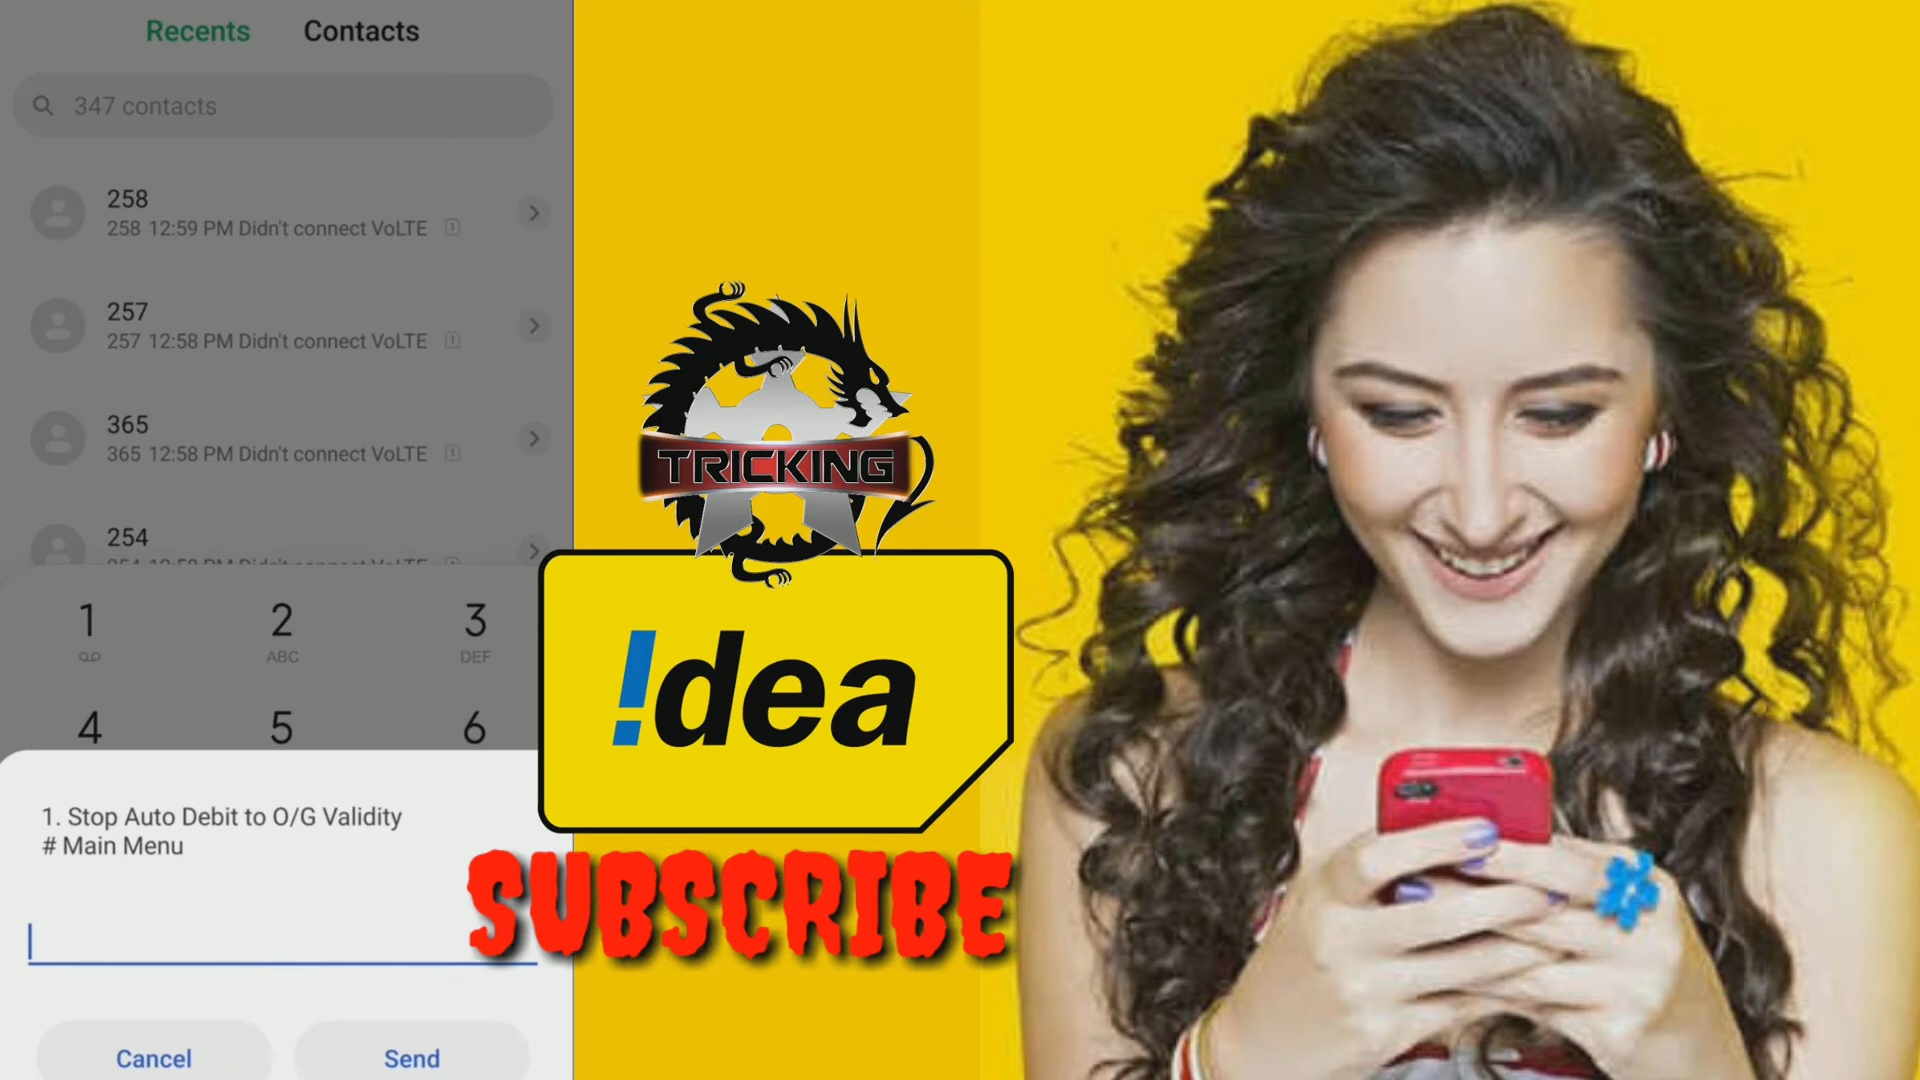 Recents Contacts
347 contacts
258
258 12:59 PM Didn't connect VoLTE
257
257 12:58 PM Didn't connect VoLTE
365
365 12:58 PM Didn't connect VoLTE
254
1 2 3
ABC DEF
4 5 6
1. Stop Auto Debit to O/G Validity
# Main Menu
Cancel Send
TRICKING
!dea
SUBSCRIBE